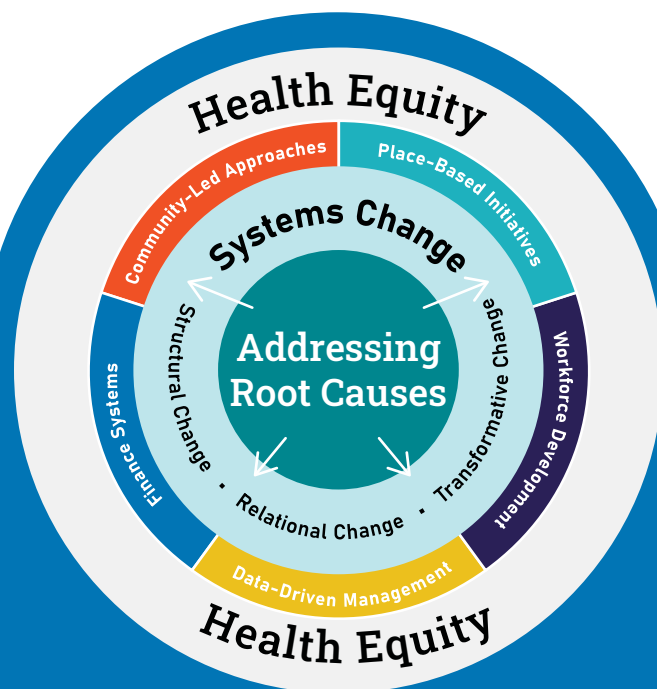 Health Equity
Community-Led Approaches
Place-Based Initiatives
Systems Change
Addressing
Root Causes
Structural Change
•
Relational Change
•
Transformative Change
Finance Systems
Workforce Development
Data-Driven Management
Health Equity